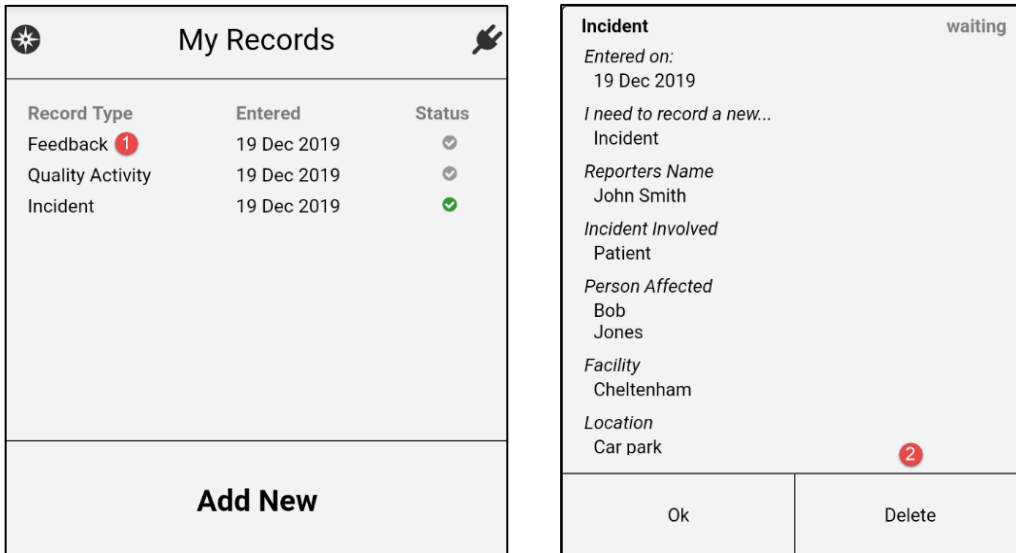 My Records
Record Type Entered Status
Feedback 1 19 Dec 2019
Quality Activity 19 Dec 2019
Incident 19 Dec 2019
Add New
Incident waiting
Entered on:
19 Dec 2019
I need to record a new...
Incident
Reporters Name
John Smith
Incident Involved
Patient
Person Affected
Bob
Jones
Facility
Cheltenham
Location
Car park
2
Ok Delete